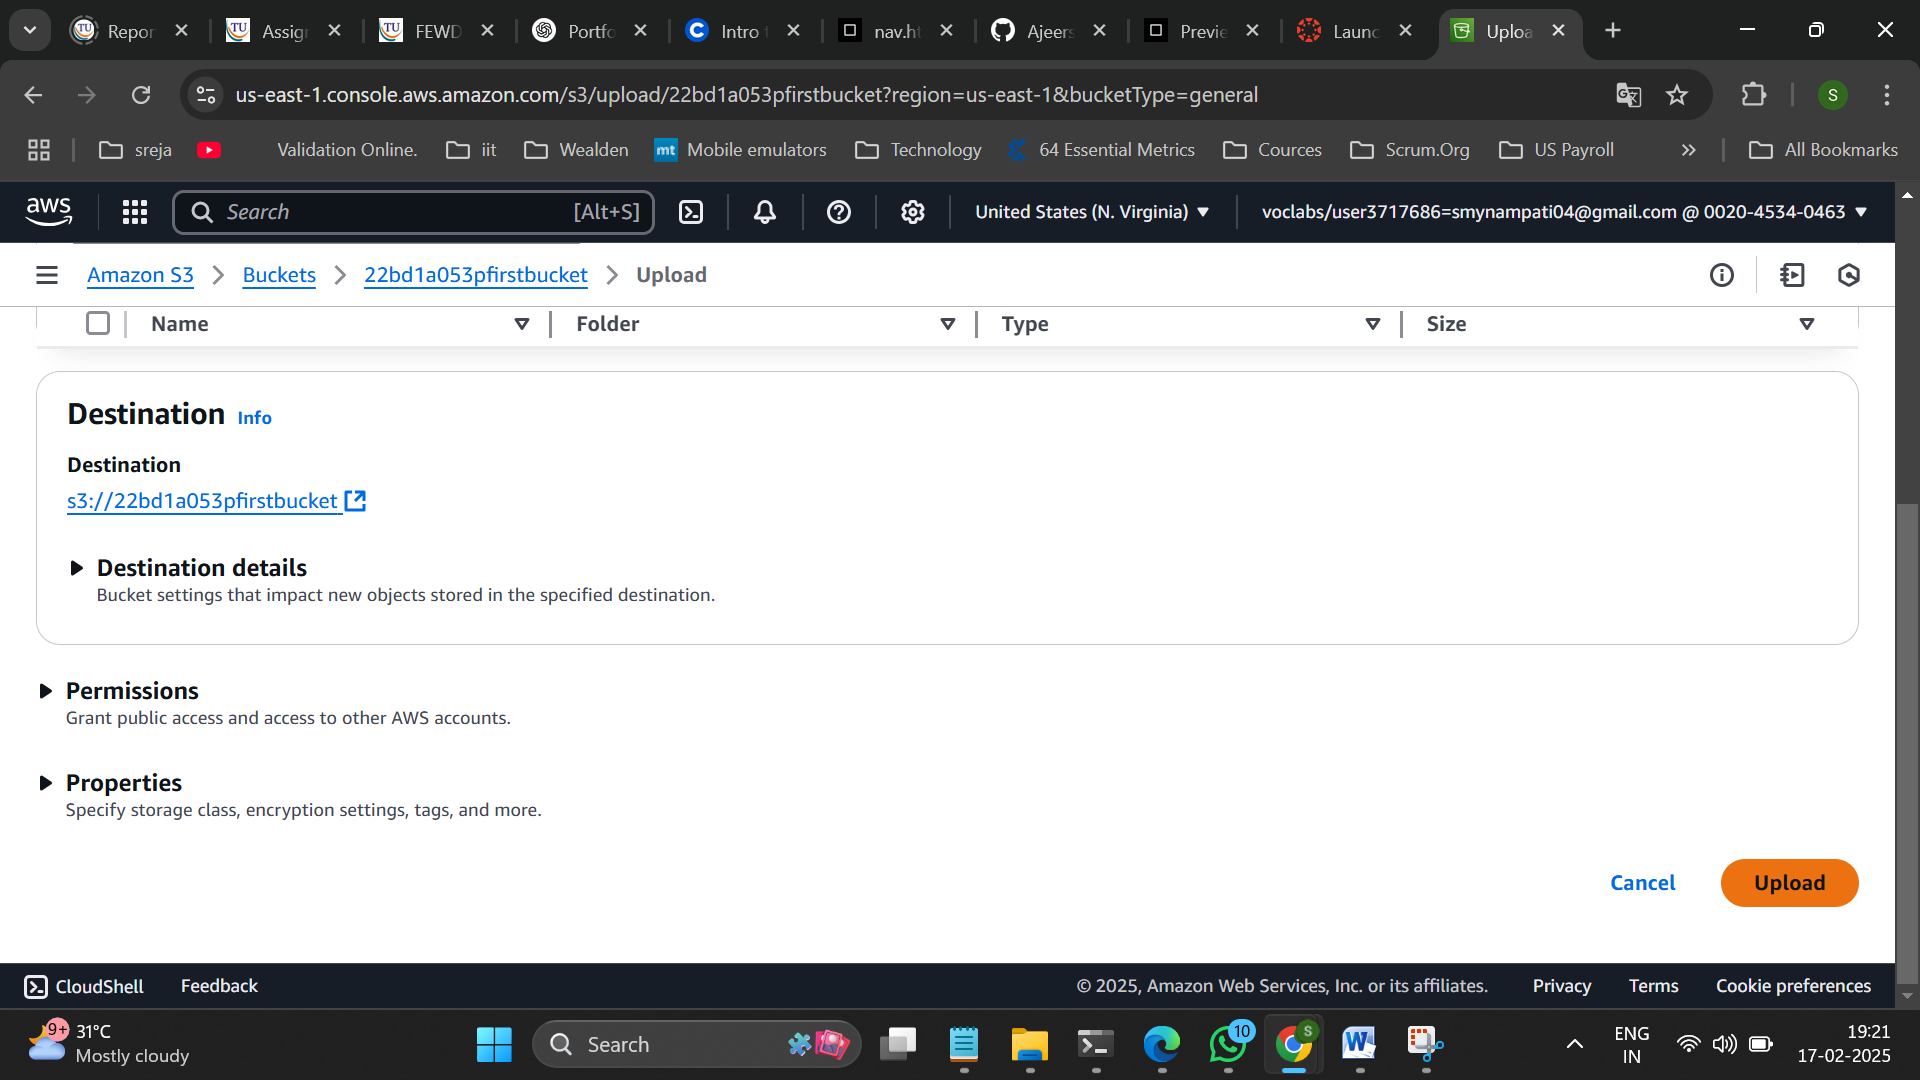 Repor
Assig
FEWD
Portfo
Intro
nav.ht
Ajeers
Previe
Launc
Uploa
us-east-1.console.aws.amazon.com/s3/upload/22bd1a053pfirstbucket?region=us-east-1&bucketType=general
S
sreja
Validation Online.
iit
Wealden
mt Mobile emulators
Technology
64 Essential Metrics
Cources
Scrum.Org
US Payroll
All Bookmarks
aws
Search [Alt+S]
United States (N. Virginia)
voclabs/user3717686=smynampati04@gmail.com @ 0020-4534-0463
Amazon S3 > Buckets > 22bd1a053pfirstbucket > Upload
Name Folder Type Size
Destination Info
Destination
s3://22bd1a053pfirstbucket
Destination details
Bucket settings that impact new objects stored in the specified destination.
Permissions
Grant public access and access to other AWS accounts.
Properties
Specify storage class, encryption settings, tags, and more.
Cancel Upload
CloudShell Feedback © 2025, Amazon Web Services, Inc. or its affiliates. Privacy Terms Cookie preferences
9+
31°C
Mostly cloudy
Search
10
S
ENG
IN
19:21
17-02-2025